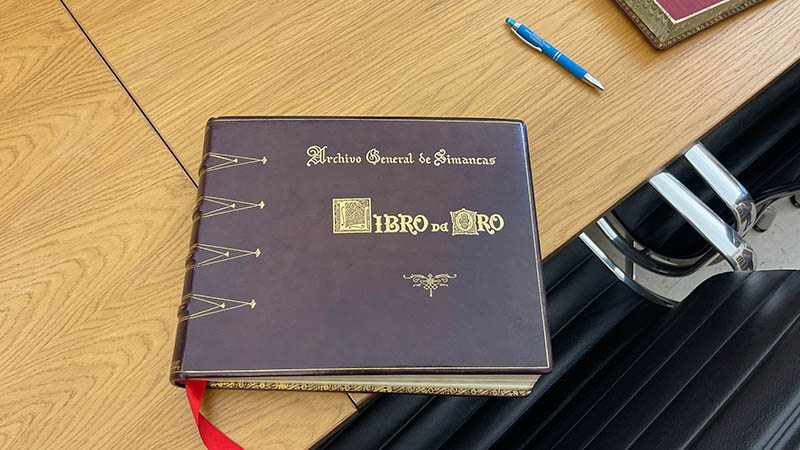 Archivo General de Simancas
LIBRO DE ORO